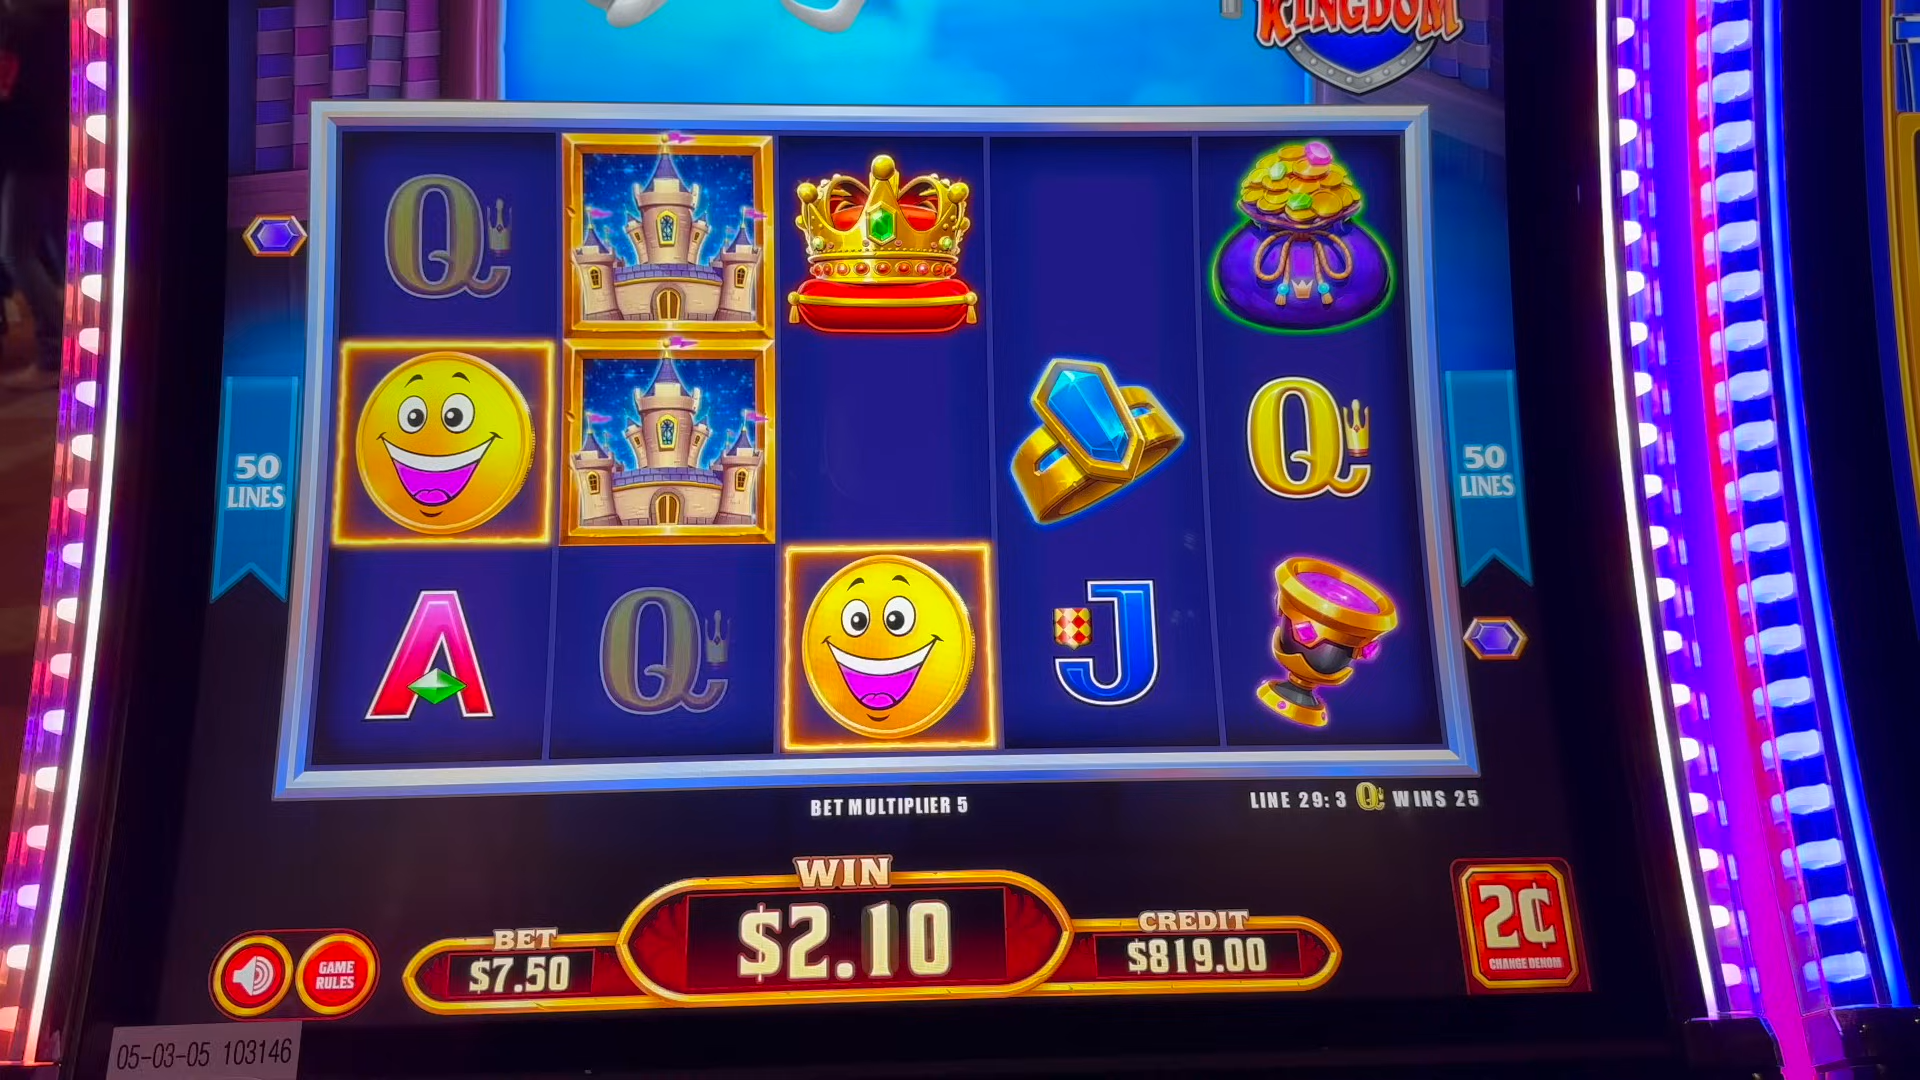 KINGDOM
Q
50
LINES
50
LINES
Q
A
Q
J
BET MULTIPLIER 5
LINE 29: 3 Q WINS 25
WIN
$2.10
BET
$7.50
CREDIT
$819.00
GAME
RULES
2¢
CHANGE DENOM
05-03-05 103146